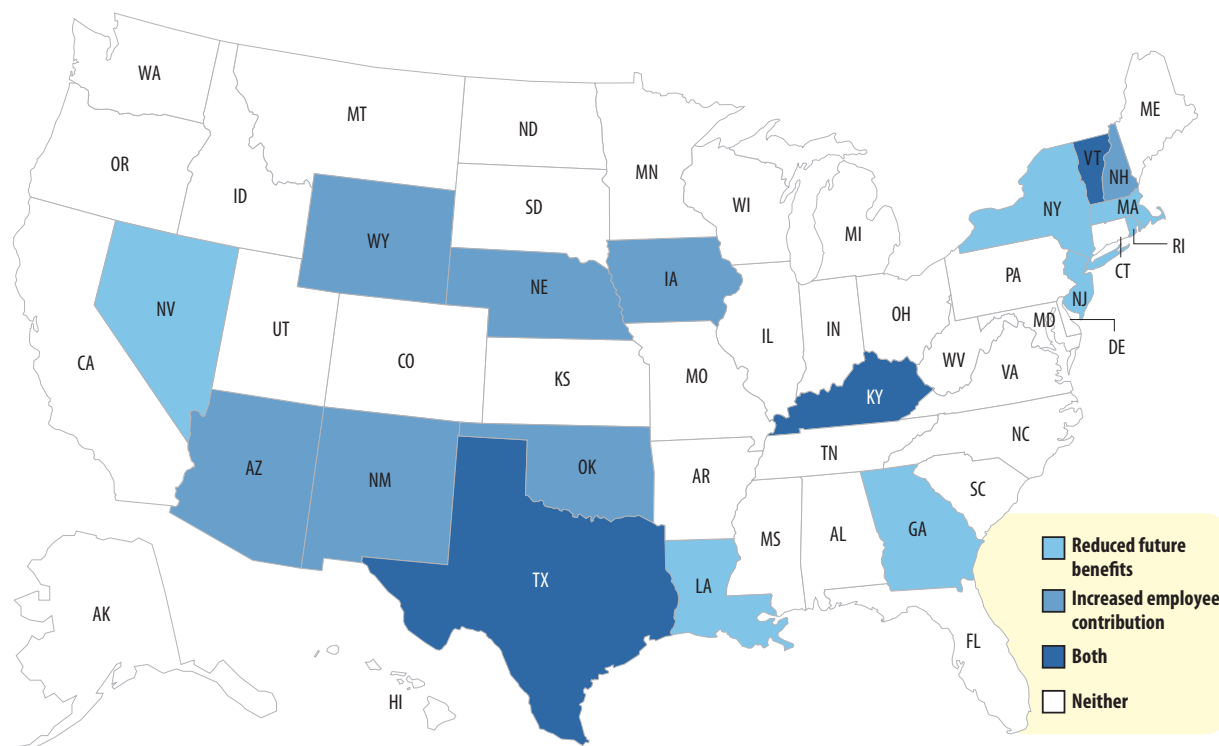 WA
MT
ND
MN
ME
OR
ID
SD
WI
MI
VT
NH
NY
MA
RI
CT
WY
NE
IA
PA
NJ
NV
UT
CO
IL
IN
OH
MD
DE
CA
KS
MO
WV
VA
KY
AZ
NM
OK
AR
TN
NC
SC
MS
AL
GA
TX
LA
AK
HI
FL
Reduced future
benefits
Increased employee
contribution
Both
Neither